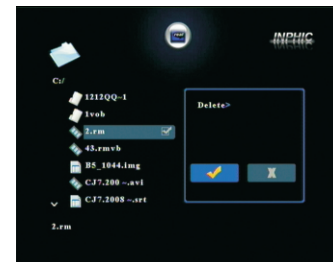 INPHIC
C:/
1212QQ~1
1vob
2.rm
43.rmvb
B5_1044.img
CJ7.200~.avi
CJ7.2008~.srt
Delete>
X
2.rm